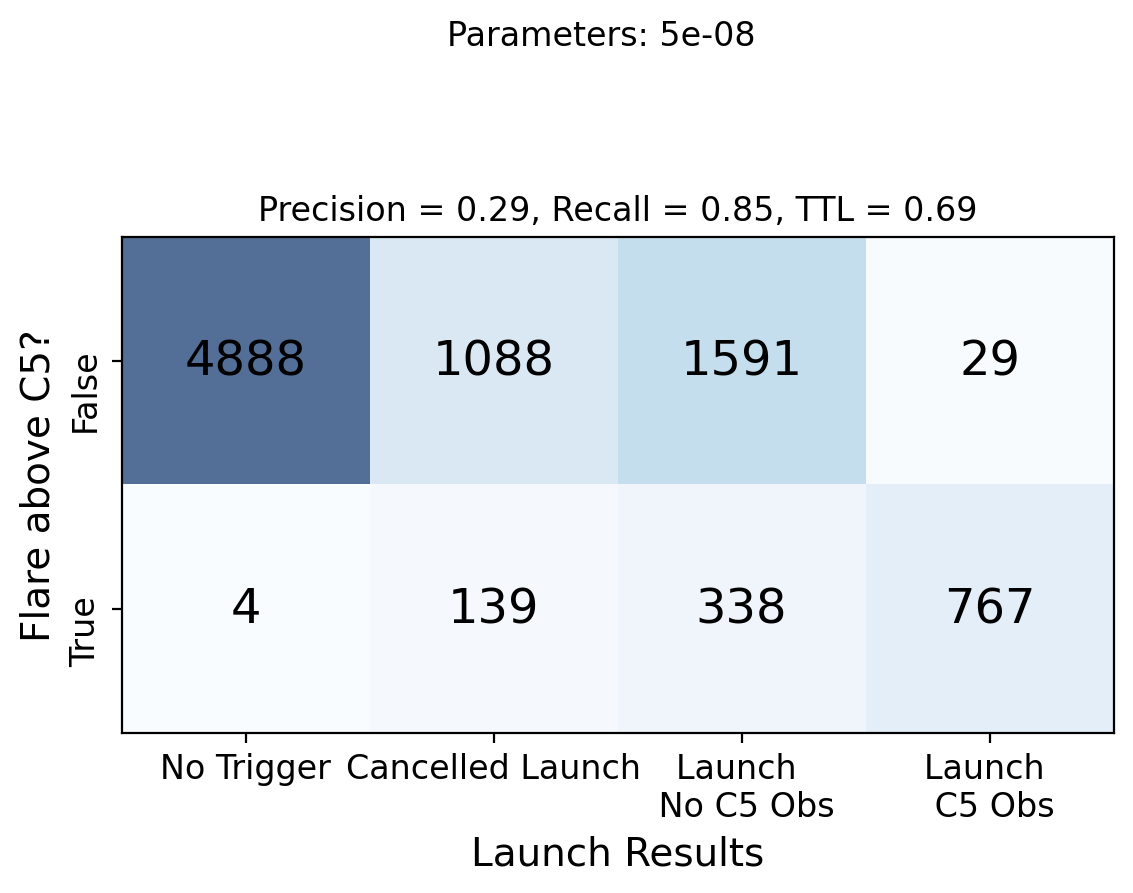 Parameters: 5e-08
Precision = 0.29, Recall = 0.85, TTL = 0.69
Flare above C5?
False
4888 1088 1591 29
True
4 139 338 767
No Trigger Cancelled Launch Launch Launch
No C5 Obs C5 Obs
Launch Results